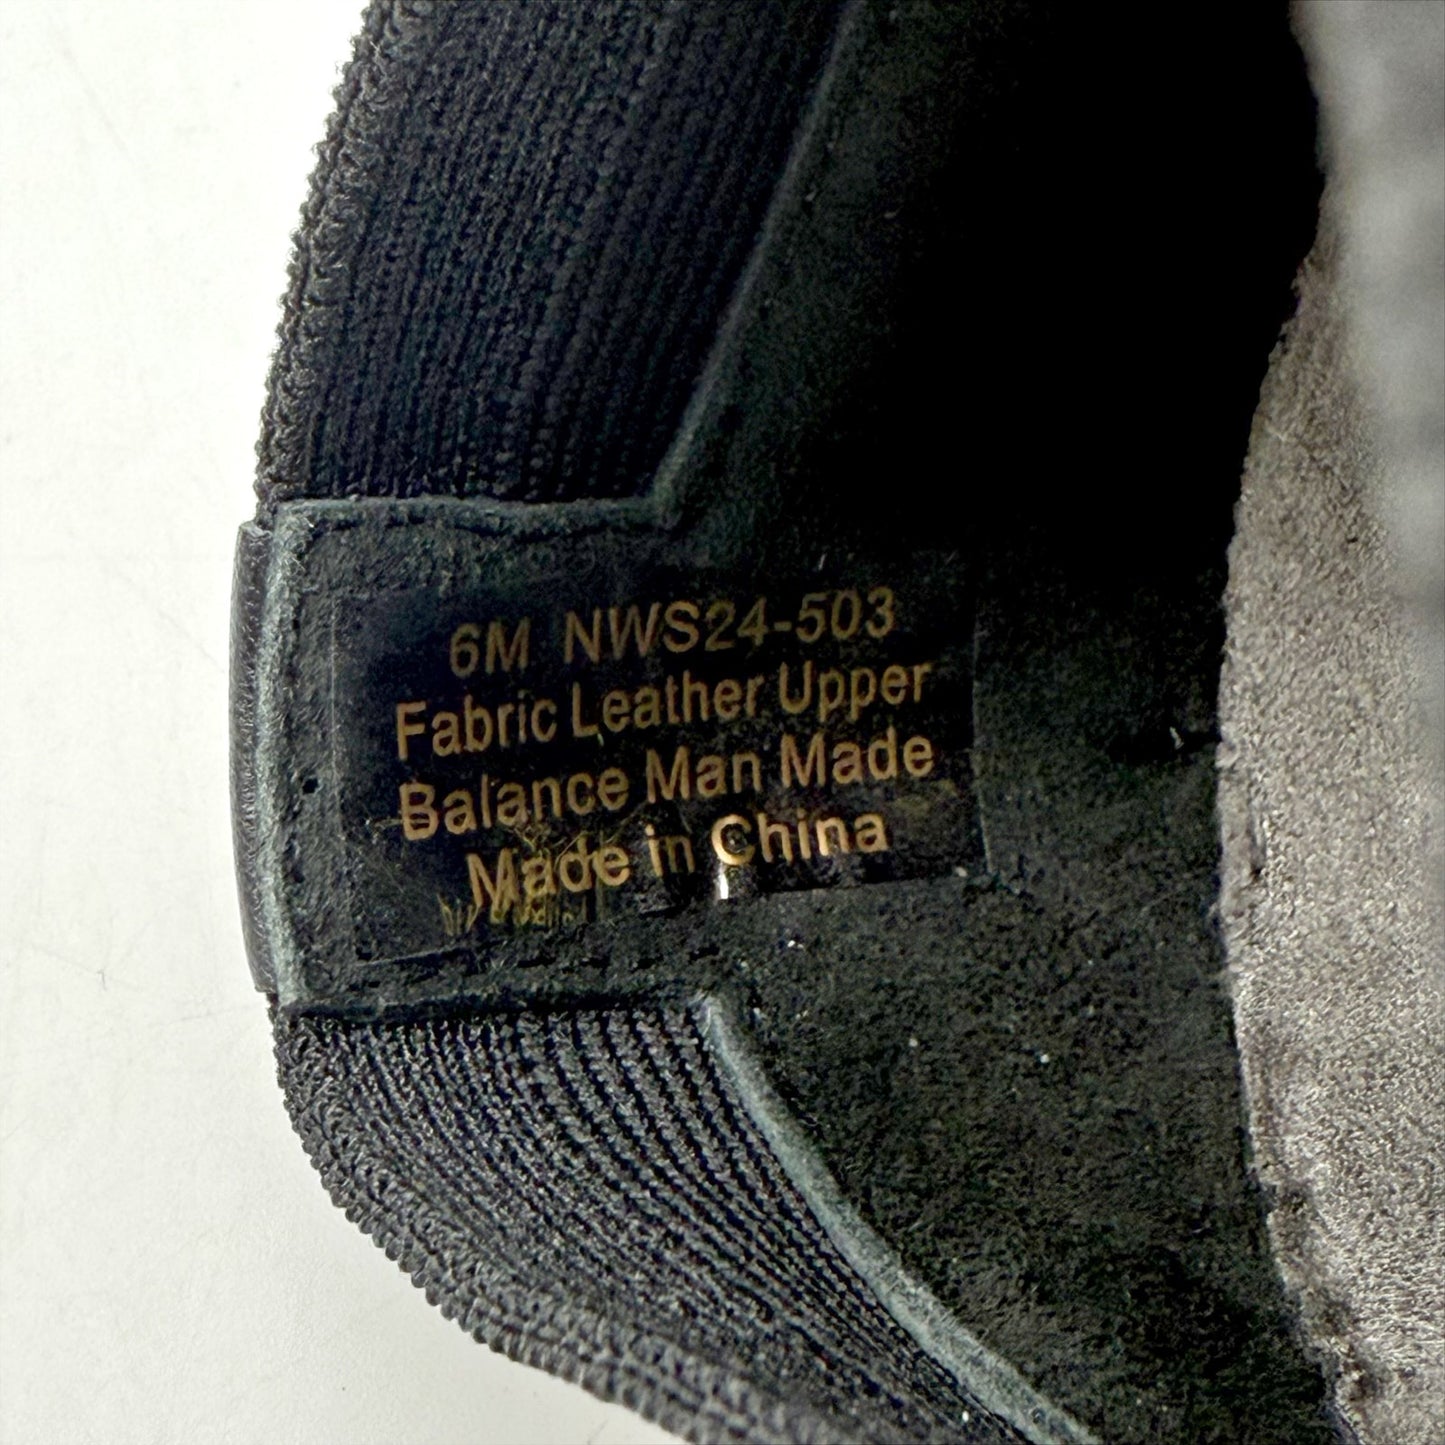 6M NWS24-503
Fabric Leather Upper
Balance Man Made
Made in China